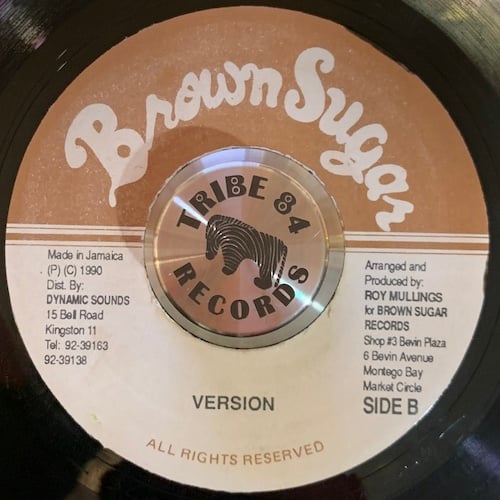 Brown Sugar
TRIBE 84
RECORDS
Made in Jamaica
(P) (C) 1990
Dist. By:
DYNAMIC SOUNDS
15 Bell Road
Kingston 11
Tel: 92-39163
92-39138
Arranged and
Produced by:
ROY MULLINGS
for BROWN SUGAR
RECORDS
Shop #3 Bevin Plaza
6 Bevin Avenue
Montego Bay
Market Circle
SIDE B
VERSION
ALL RIGHTS RESERVED